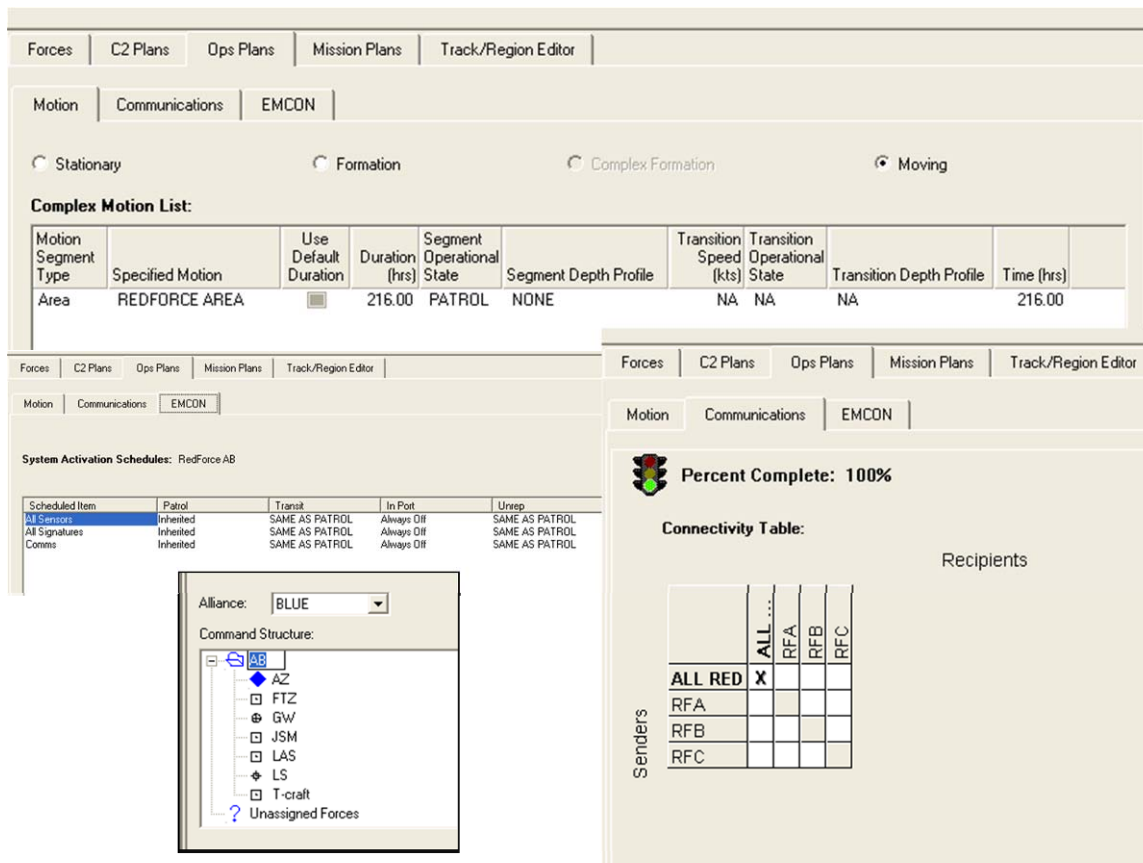 Forces C2 Plans Ops Plans Mission Plans Track/Region Editor
Motion Communications EMCON
Stationary Formation Complex Formation Moving
Complex Motion List:
Motion Segment Type Specified Motion Use Default Duration Duration (hrs) Segment Operational State Segment Depth Profile Transition Speed (kts) Transition Operational State Transition Depth Profile Time (hrs)
Area REDFORCE AREA 216.00 PATROL NONE NA NA NA 216.00
Forces C2 Plans Ops Plans Mission Plans Track/Region Editor
Motion Communications EMCON
System Activation Schedules: RedForce AB
Scheduled Item Patrol Transit In Port Unrep
All Sensors Inherited SAME AS PATROL Always Off SAME AS PATROL
All Signatures Inherited SAME AS PATROL Always Off SAME AS PATROL
Comms Inherited SAME AS PATROL Always Off SAME AS PATROL
Alliance: BLUE
Command Structure:
AB
AZ
FTZ
GW
JSM
LAS
LS
T-craft
? Unassigned Forces
Forces C2 Plans Ops Plans Mission Plans Track/Region Editor
Motion Communications EMCON
Percent Complete: 100%
Connectivity Table:
Recipients
ALL ... RFA RFB RFC
Senders
ALL RED X
RFA
RFB
RFC